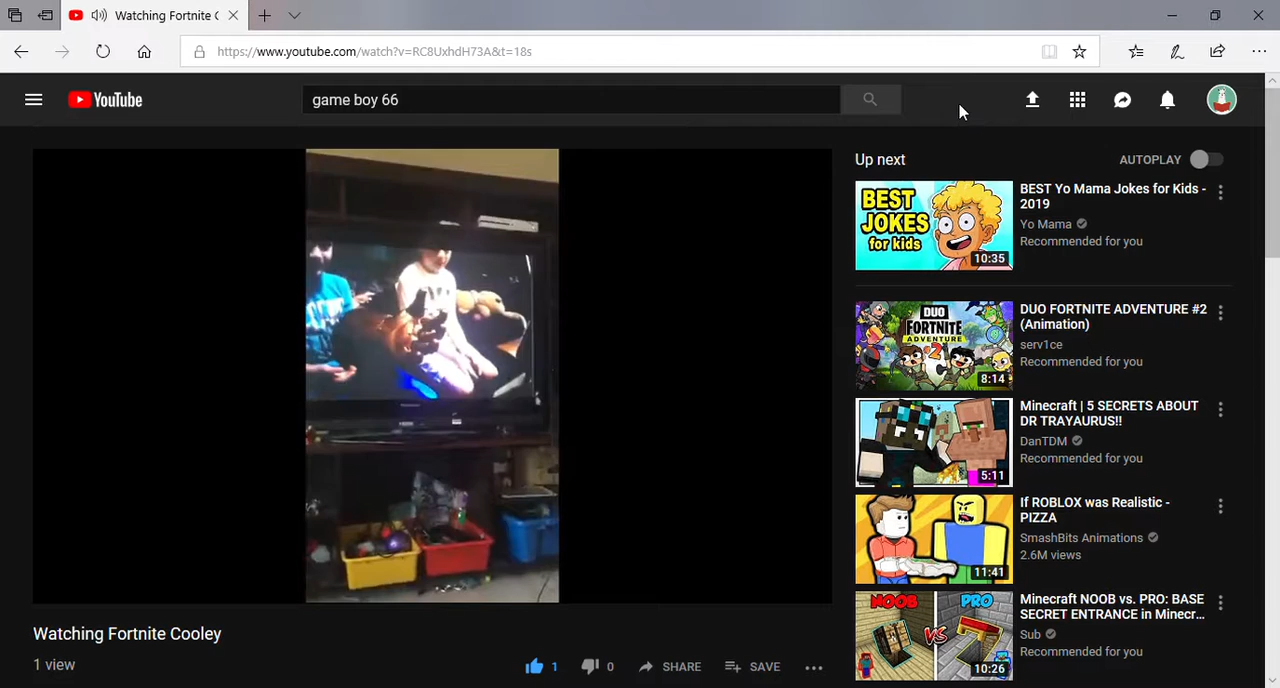 Watching Fortnite C
https://www.youtube.com/watch?v=RC8UxhdH73A&t=18s
YouTube
game boy 66
Up next
AUTOPLAY
BEST JOKES for kids
10:35
BEST Yo Mama Jokes for Kids -
2019
Yo Mama
Recommended for you
DUO
FORTNITE
ADVENTURE
2
8:14
DUO FORTNITE ADVENTURE #2
(Animation)
serv1ce
Recommended for you
5:11
Minecraft | 5 SECRETS ABOUT
DR TRAYAURUS!!
DanTDM
Recommended for you
11:41
If ROBLOX was Realistic -
PIZZA
SmashBits Animations
2.6M views
NOOB
PRO
VS
10:26
Minecraft NOOB vs. PRO: BASE
SECRET ENTRANCE in Minecr...
Sub
Recommended for you
Watching Fortnite Cooley
1 view
1
0
SHARE
SAVE